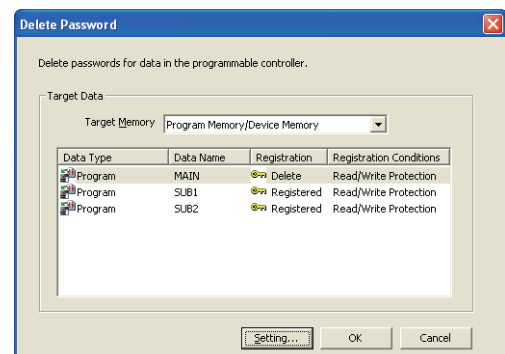 Delete Password
Delete passwords for data in the programmable controller.
Target Data
Target Memory Program Memory/Device Memory
Data Type Data Name Registration Registration Conditions
Program MAIN Delete Read/Write Protection
Program SUB1 Registered Read/Write Protection
Program SUB2 Registered Read/Write Protection
Setting... OK Cancel